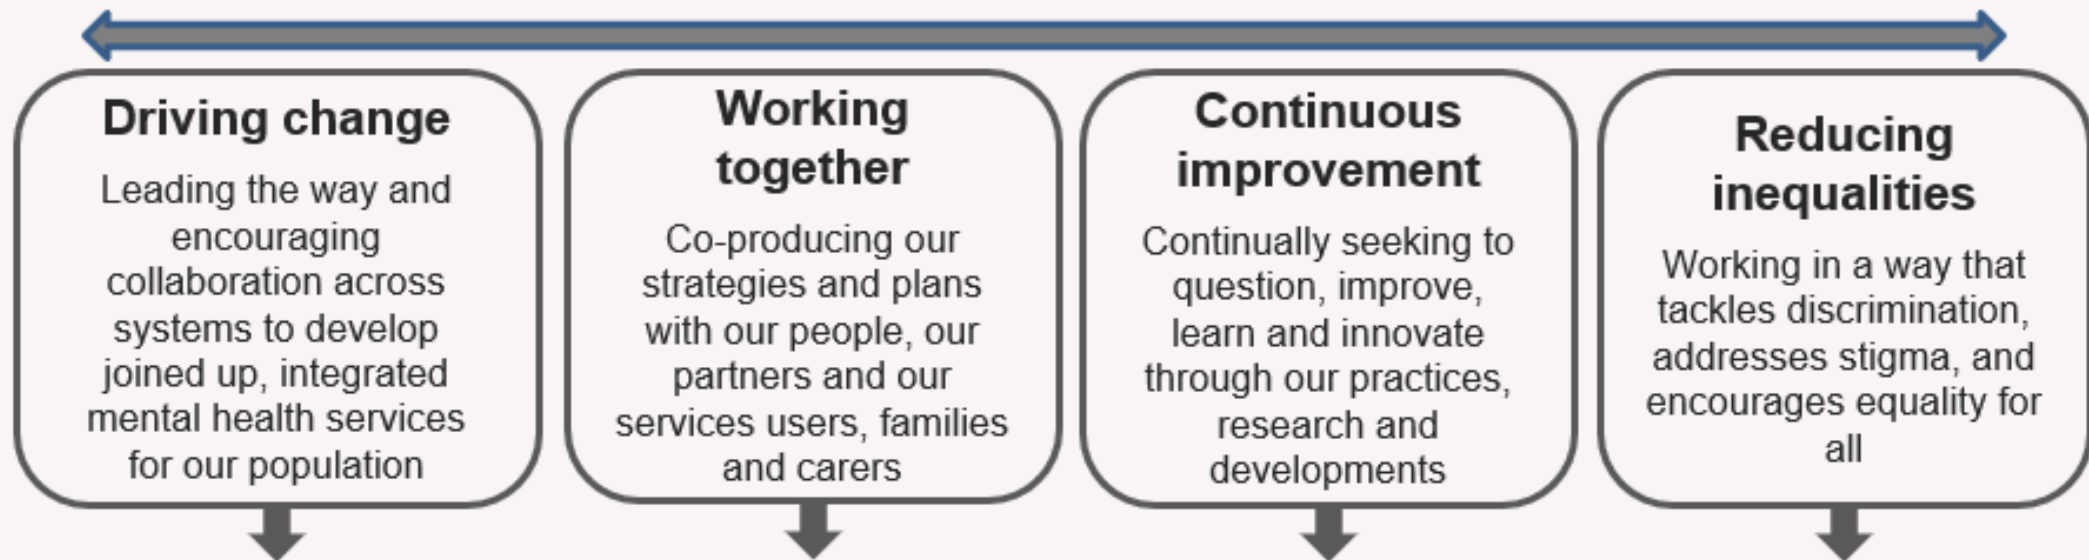 Driving change
Leading the way and
encouraging
collaboration across
systems to develop
joined up, integrated
mental health services
for our population
Working
together
Co-producing our
strategies and plans
with our people, our
partners and our
services users, families
and carers
Continuous
improvement
Continually seeking to
question, improve,
learn and innovate
through our practices,
research and
developments
Reducing
inequalities
Working in a way that
tackles discrimination,
addresses stigma, and
encourages equality for
all